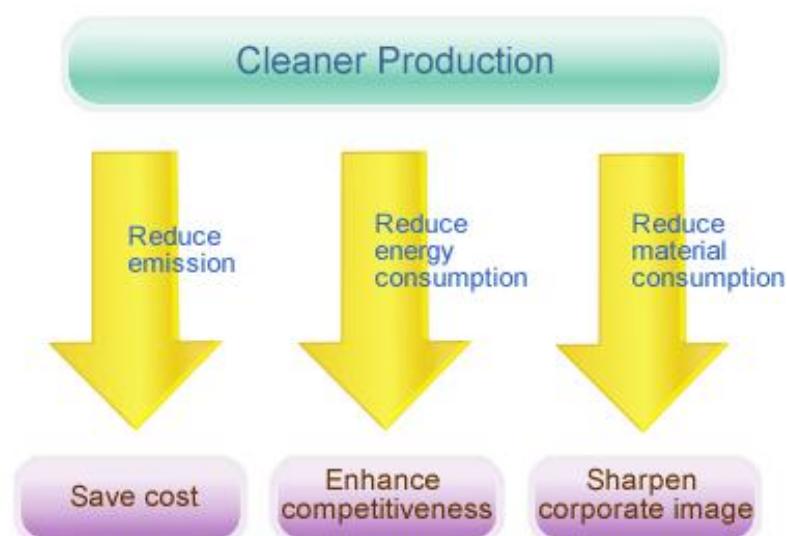 Cleaner Production
Reduce
emission
Reduce
energy
consumption
Reduce
material
consumption
Save cost
Enhance
competitiveness
Sharpen
corporate image